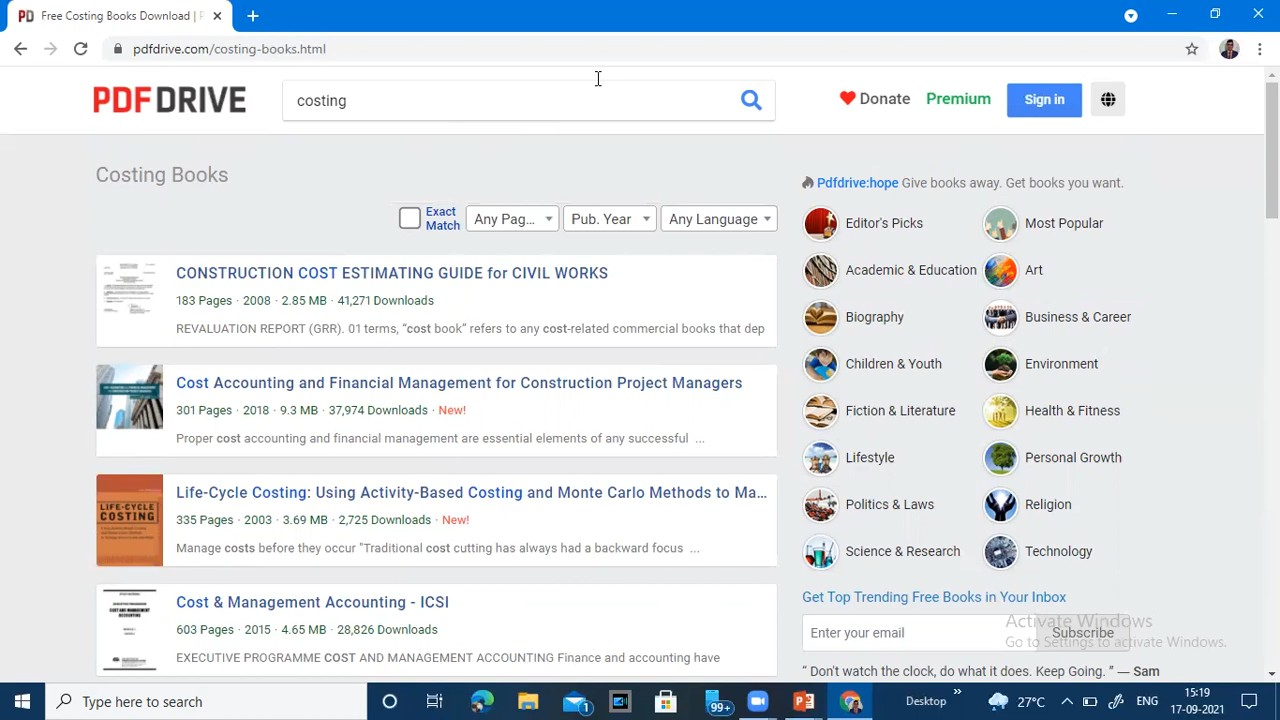 PD Free Costing Books Download |
pdfdrive.com/costing-books.html
PDF DRIVE
costing
Donate
Premium
Sign in
Costing Books
Exact Match
Any Pag...
Pub. Year
Any Language
CONSTRUCTION COST ESTIMATING GUIDE for CIVIL WORKS
183 Pages · 2008 · 2.85 MB · 41,271 Downloads
REVALUATION REPORT (GRR). 01 terms, “cost book” refers to any cost-related commercial books that dep
Cost Accounting and Financial Management for Construction Project Managers
301 Pages · 2018 · 9.3 MB · 37,974 Downloads · New!
Proper cost accounting and financial management are essential elements of any successful ...
LIFE-CYCLE
COSTING
Life-Cycle Costing: Using Activity-Based Costing and Monte Carlo Methods to Ma...
335 Pages · 2003 · 3.69 MB · 2,725 Downloads · New!
Manage costs before they occur "Traditional cost cutting has always had a backward focus ...
Cost & Management Accounting - ICSI
603 Pages · 2015 · 4.65 MB · 28,826 Downloads
EXECUTIVE PROGRAMME COST AND MANAGEMENT ACCOUNTING Finance and accounting have
Pdfdrive:hope Give books away. Get books you want.
Editor's Picks
Most Popular
Academic & Education
Art
Biography
Business & Career
Children & Youth
Environment
Fiction & Literature
Health & Fitness
Lifestyle
Personal Growth
Politics & Laws
Religion
Science & Research
Technology
Get Top Trending Free Books in Your Inbox
Enter your email
Subscribe
Activate Windows
Go to Settings to activate Windows.
“ Don't watch the clock, do what it does. Keep Going. ” — Sam
Type here to search
1
99+
Desktop
27°C
ENG
15:19
17-09-2021